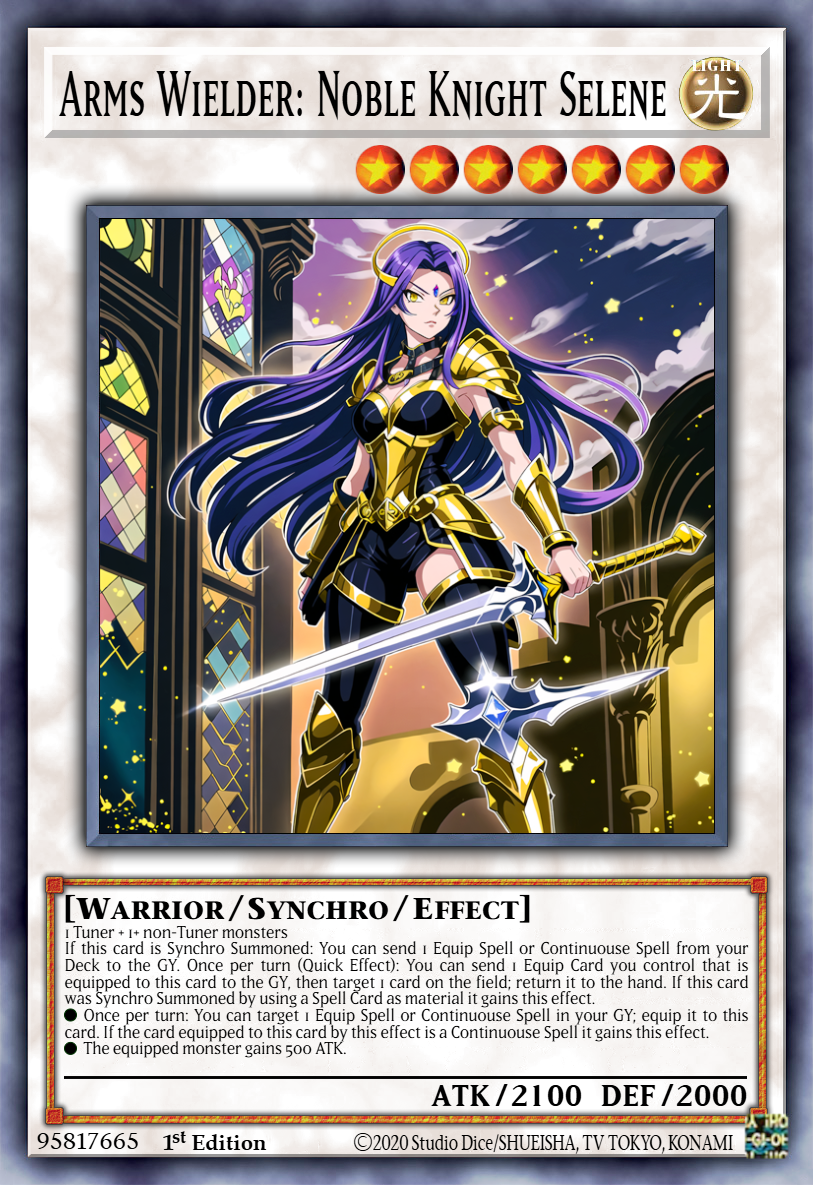 Arms Wielder: Noble Knight Selene
LIGHT
光
[Warrior/Synchro/Effect]
1 Tuner + 1+ non-Tuner monsters
If this card is Synchro Summoned: You can send 1 Equip Spell or Continuouse Spell from your
Deck to the GY. Once per turn (Quick Effect): You can send 1 Equip Card you control that is
equipped to this card to the GY, then target 1 card on the field; return it to the hand. If this card
was Synchro Summoned by using a Spell Card as material it gains this effect.
● Once per turn: You can target 1 Equip Spell or Continuouse Spell in your GY; equip it to this
card. If the card equipped to this card by this effect is a Continuouse Spell it gains this effect.
● The equipped monster gains 500 ATK.
ATK/2100 DEF/2000
95817665 1st Edition ©2020 Studio Dice/SHUEISHA, TV TOKYO, KONAMI